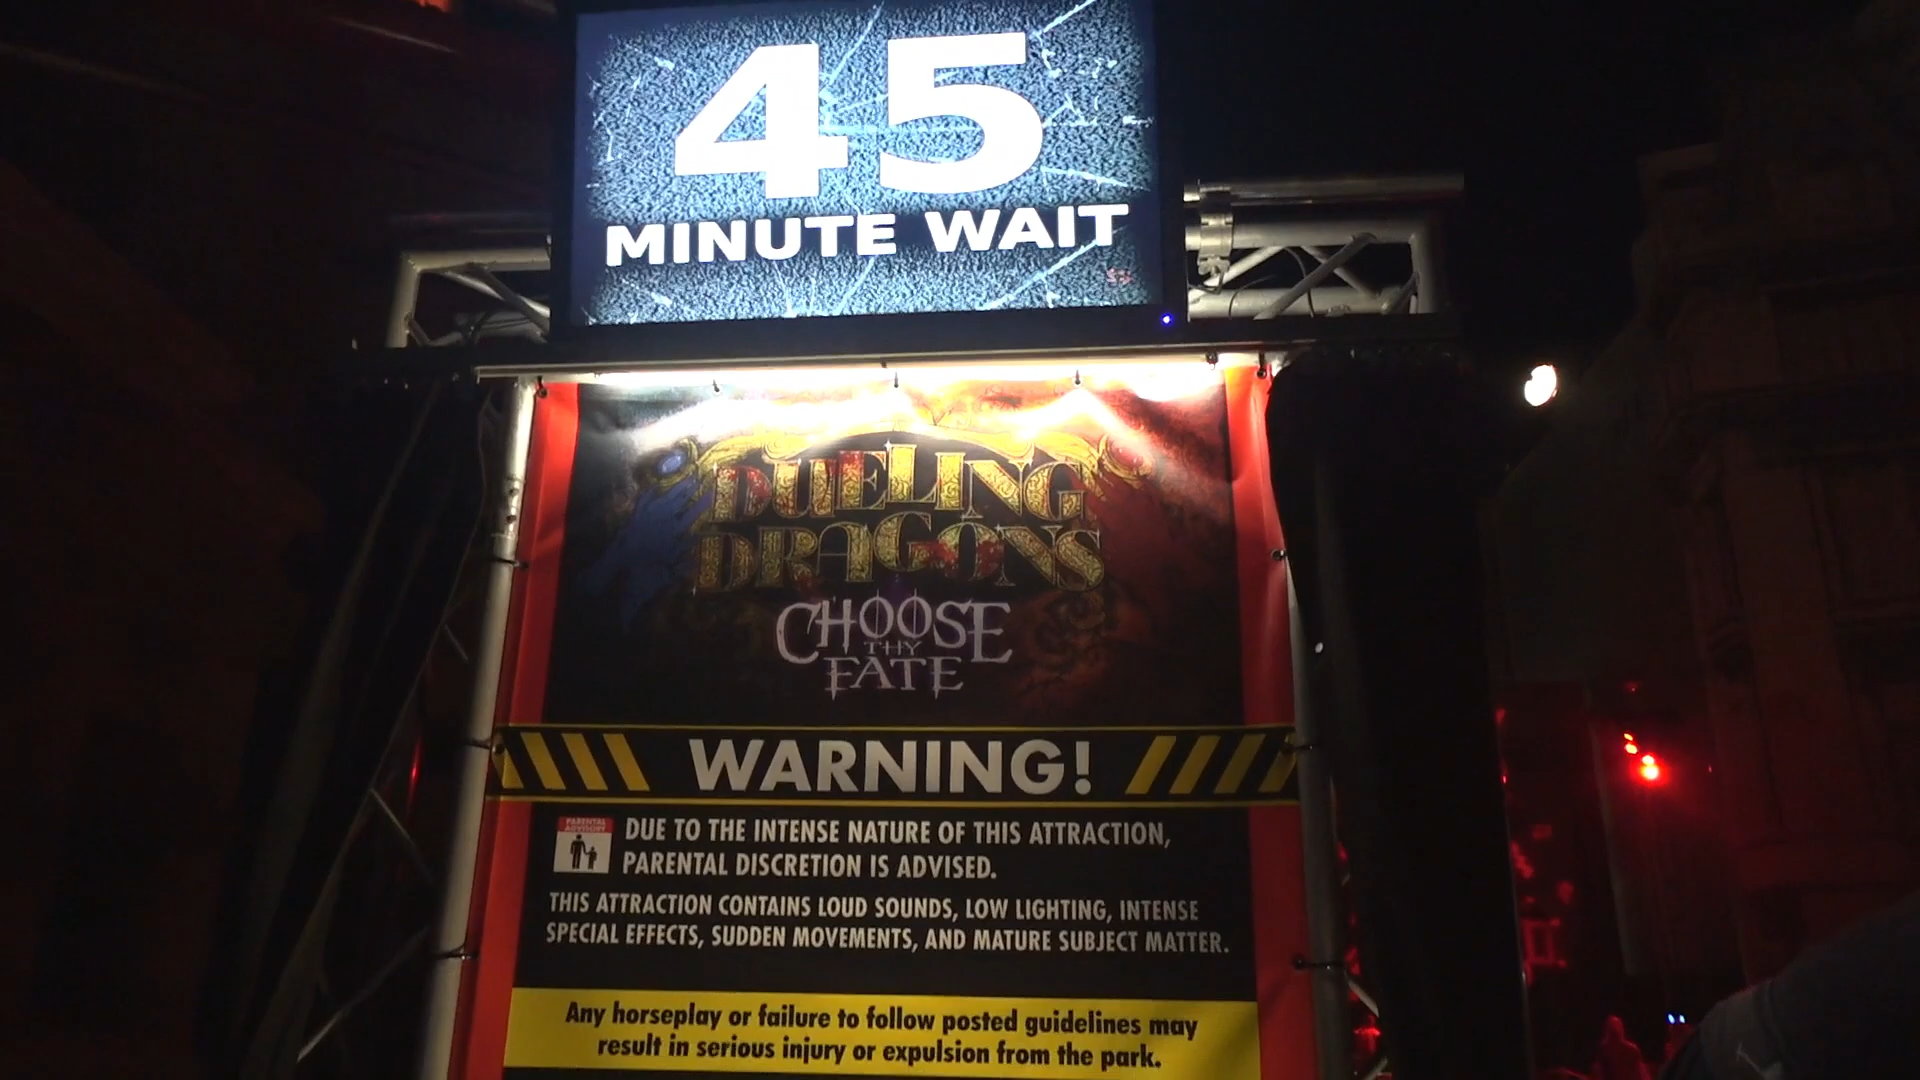 45
MINUTE WAIT
DUELING
DRAGONS
CHOOSE
THY
FATE
WARNING!
PARENTAL
ADVISORY
DUE TO THE INTENSE NATURE OF THIS ATTRACTION,
PARENTAL DISCRETION IS ADVISED.
THIS ATTRACTION CONTAINS LOUD SOUNDS, LOW LIGHTING, INTENSE
SPECIAL EFFECTS, SUDDEN MOVEMENTS, AND MATURE SUBJECT MATTER.
Any horseplay or failure to follow posted guidelines may
result in serious injury or expulsion from the park.